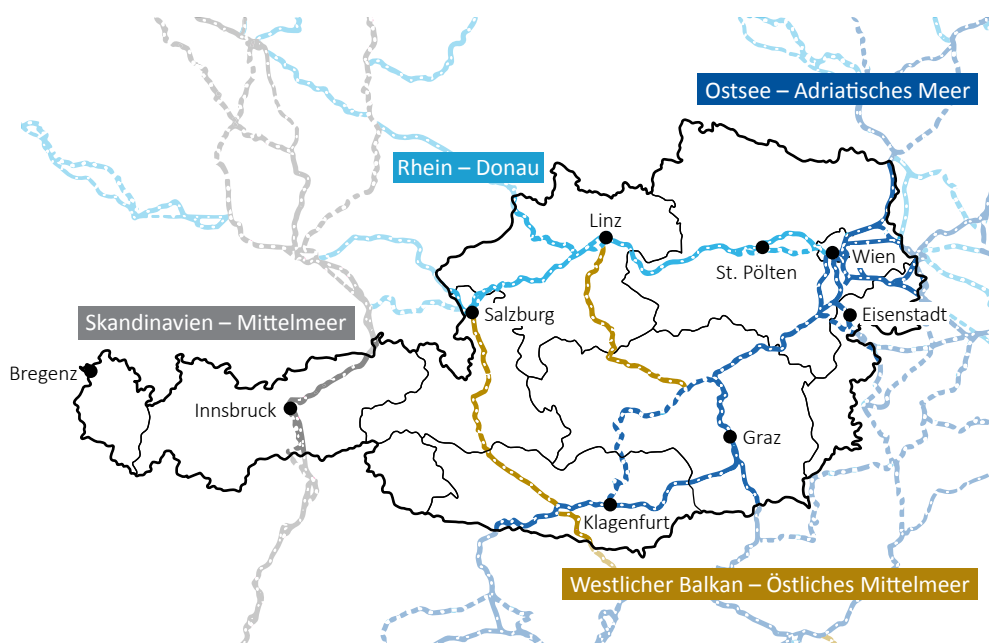 Ostsee – Adriatisches Meer
Rhein – Donau
Linz
St. Pölten
Wien
Salzburg
Eisenstadt
Skandinavien – Mittelmeer
Bregenz
Innsbruck
Graz
Klagenfurt
Westlicher Balkan – Östliches Mittelmeer